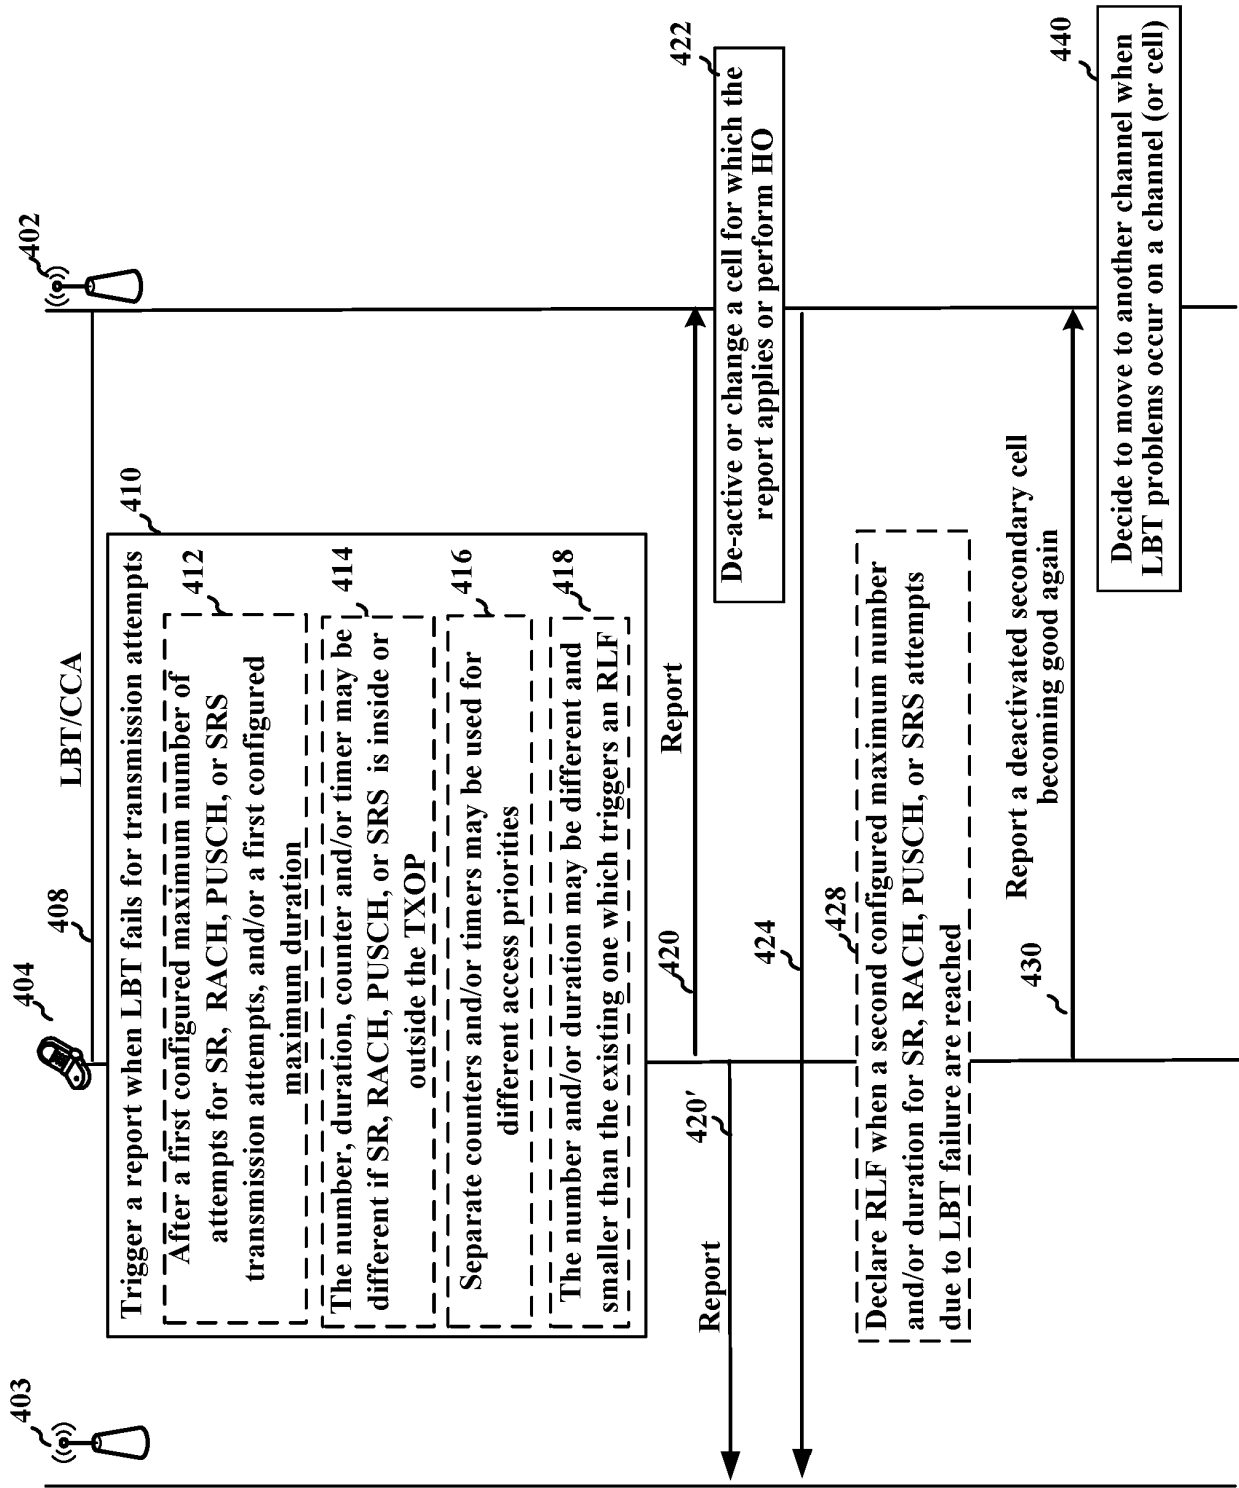 403
404
402
LBT/CCA
408
410
Trigger a report when LBT fails for transmission attempts
412
After a first configured maximum number of
attempts for SR, RACH, PUSCH, or SRS
transmission attempts, and/or a first configured
maximum duration
414
The number, duration, counter and/or timer may be
different if SR, RACH, PUSCH, or SRS is inside or
outside the TXOP
416
Separate counters and/or timers may be used for
different access priorities
418
The number and/or duration may be different and
smaller than the existing one which triggers an RLF
Report
420
Report
420'
422
De-active or change a cell for which the
report applies or perform HO
424
428
Declare RLF when a second configured maximum number
and/or duration for SR, RACH, PUSCH, or SRS attempts
due to LBT failure are reached
430
Report a deactivated secondary cell
becoming good again
440
Decide to move to another channel when
LBT problems occur on a channel (or cell)